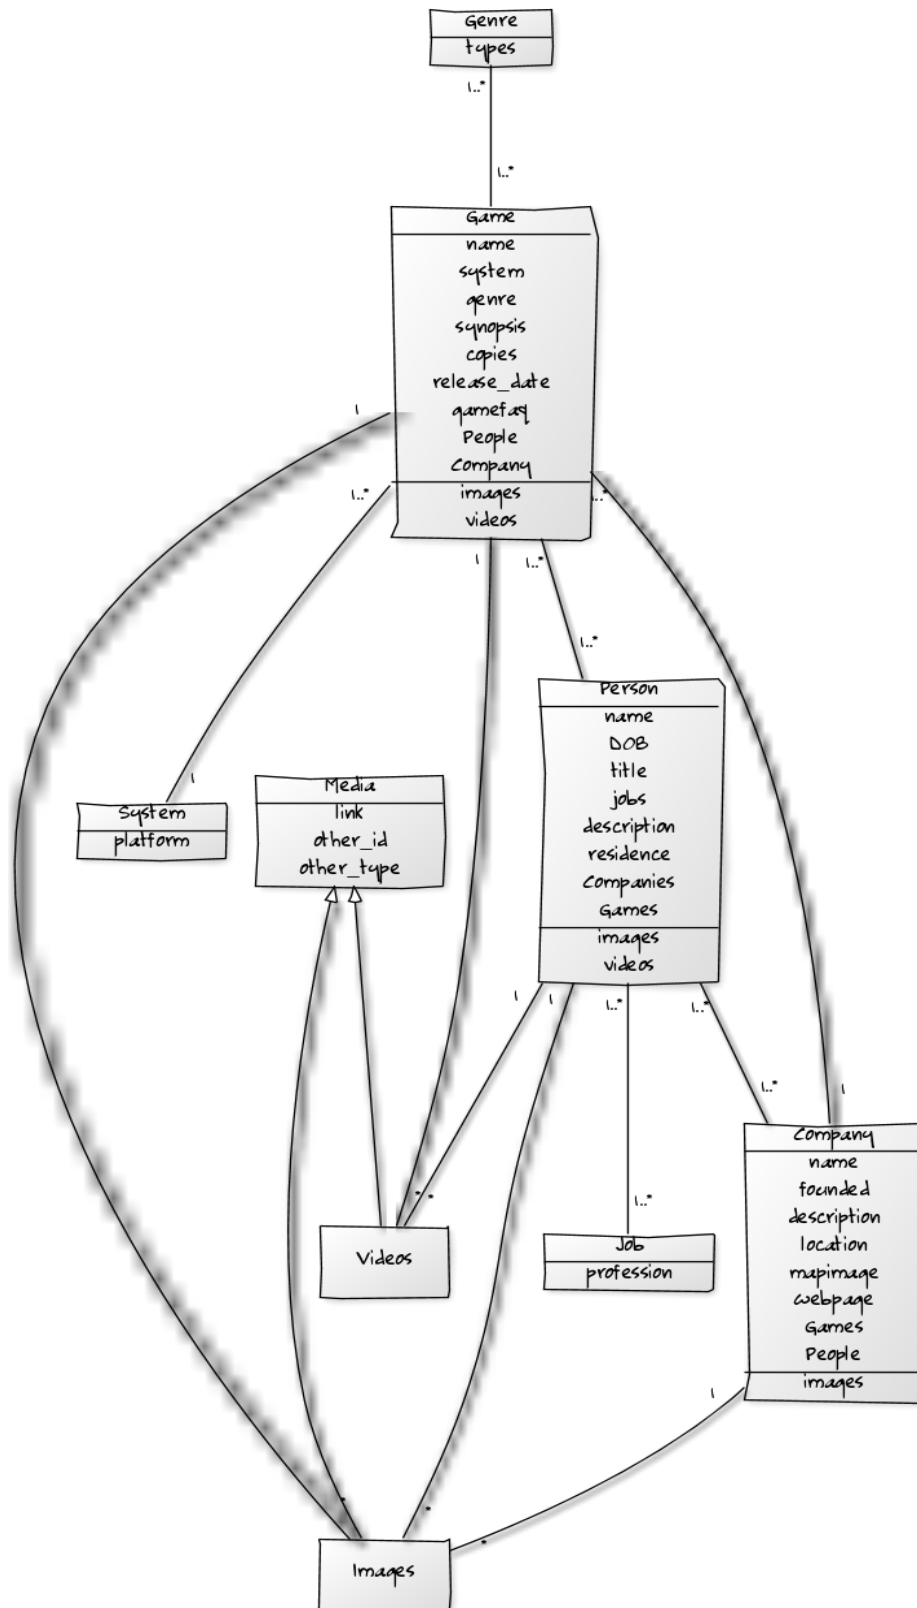 Genre
types
1..*
1..*
Game
name
system
genre
synopsis
copies
release_date
gamefaq
People
Company
images
videos
1
1..*
1..*
1
1..*
1..*
Person
name
DOB
title
jobs
description
residence
Companies
Games
images
videos
1
System
platform
Media
link
other_id
other_type
1
1
1..*
1..*
1..*
1
Company
name
founded
description
location
mapimage
webpage
Games
People
images
* *
Videos
1..*
Job
profession
1
*
*
*
Images